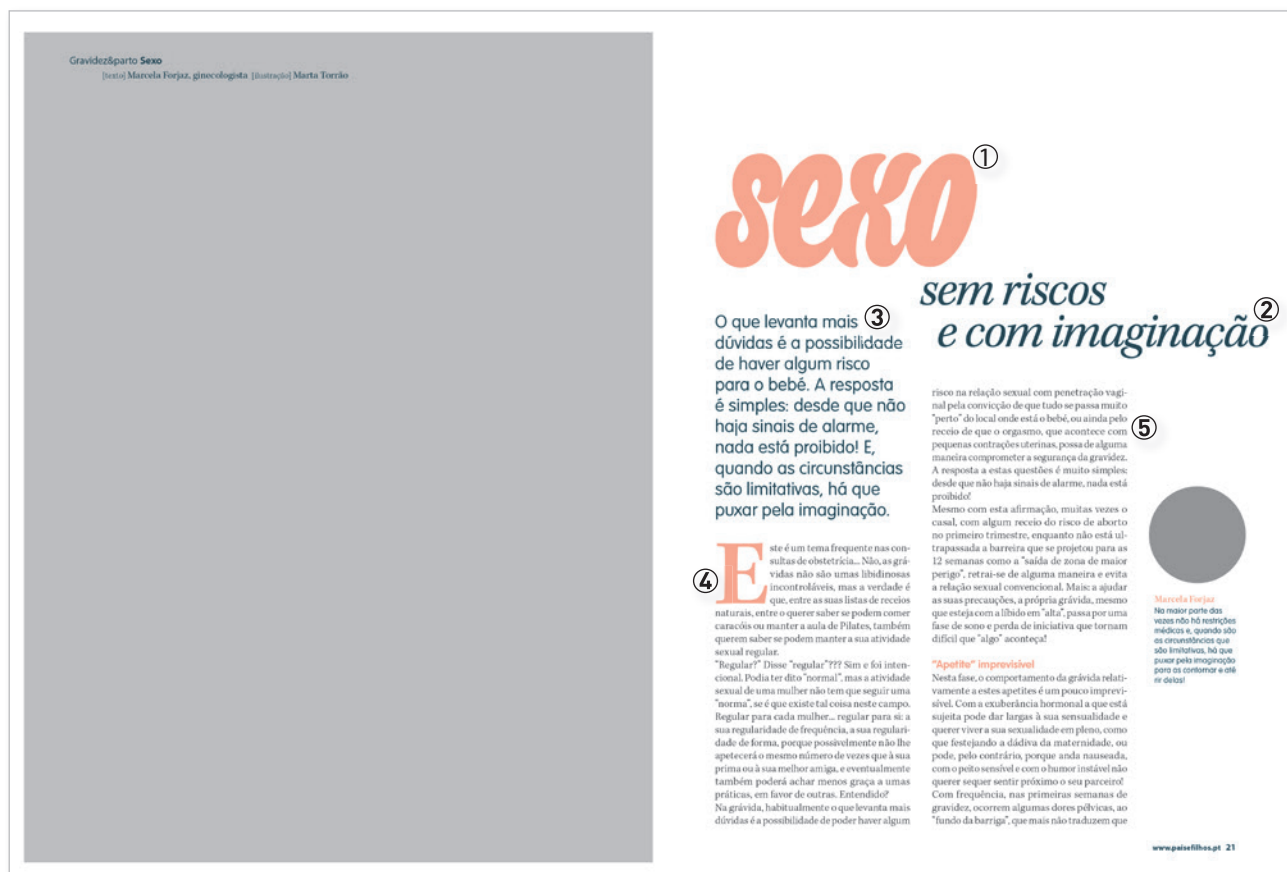 Gravidez&parto Sexo
[texto] Marcela Forjaz, ginecologista [ilustração] Marta Torrão
sexo ①
sem riscos
e com imaginação ②
O que levanta mais ③
dúvidas é a possibilidade
de haver algum risco
para o bebé. A resposta
é simples: desde que não
haja sinais de alarme,
nada está proibido! E,
quando as circunstâncias
são limitativas, há que
puxar pela imaginação.
④
Este é um tema frequente nas con-
sultas de obstetrícia... Não, as grá-
vidas não são umas libidinosas
incontroláveis, mas a verdade é
que, entre as suas listas de receios
naturais, entre o querer saber se podem comer
caracóis ou manter a aula de Pilates, também
querem saber se podem manter a sua atividade
sexual regular.
"Regular?" Disse "regular"??? Sim e foi inten-
cional. Podia ter dito "normal", mas a atividade
sexual de uma mulher não tem que seguir uma
"norma", se é que existe tal coisa neste campo.
Regular para cada mulher... regular para si: a
sua regularidade de frequência, a sua regulari-
dade de forma, porque possivelmente não lhe
apetecerá o mesmo número de vezes que à sua
prima ou à sua melhor amiga, e eventualmente
também poderá achar menos graça a umas
práticas, em favor de outras. Entendido?
Na grávida, habitualmente o que levanta mais
dúvidas é a possibilidade de poder haver algum
risco na relação sexual com penetração vagi-
nal pela convicção de que tudo se passa muito
"perto" do local onde está o bebé, ou ainda pelo
receio de que o orgasmo, que acontece com ⑤
pequenas contrações uterinas, possa de alguma
maneira comprometer a segurança da gravidez.
A resposta a estas questões é muito simples:
desde que não haja sinais de alarme, nada está
proibido!
Mesmo com esta afirmação, muitas vezes o
casal, com algum receio do risco de aborto
no primeiro trimestre, enquanto não está ul-
trapassada a barreira que se projetou para as
12 semanas como a "saída de zona de maior
perigo", retrai-se de alguma maneira e evita
a relação sexual convencional. Mais: a ajudar
as suas precauções, a própria grávida, mesmo
que esteja com a líbido em "alta", passa por uma
fase de sono e perda de iniciativa que tornam
difícil que "algo" aconteça!
"Apetite" imprevisível
Nesta fase, o comportamento da grávida relati-
vamente a estes apetites é um pouco imprevi-
sível. Com a exuberância hormonal a que está
sujeita pode dar largas à sua sensualidade e
querer viver a sua sexualidade em pleno, como
que festejando a dádiva da maternidade, ou
pode, pelo contrário, porque anda nauseada,
com o peito sensível e com o humor instável não
querer sequer sentir próximo o seu parceiro!
Com frequência, nas primeiras semanas de
gravidez, ocorrem algumas dores pélvicas, ao
"fundo da barriga", que mais não traduzem que
Marcela Forjaz
Na maior parte das
vezes não há restrições
médicas e, quando são
as circunstâncias que
são limitativas, há que
puxar pela imaginação
para as contornar e até
rir delas!
www.paisefilhos.pt 21